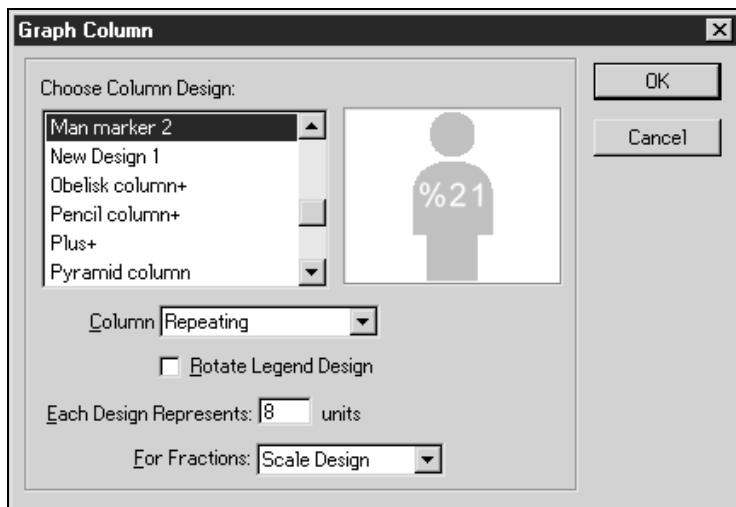 Graph Column
Choose Column Design:
Man marker 2
New Design 1
Obelisk column+
Pencil column+
Plus+
Pyramid column
%21
Column Repeating
Rotate Legend Design
Each Design Represents: 8 units
For Fractions: Scale Design
OK
Cancel